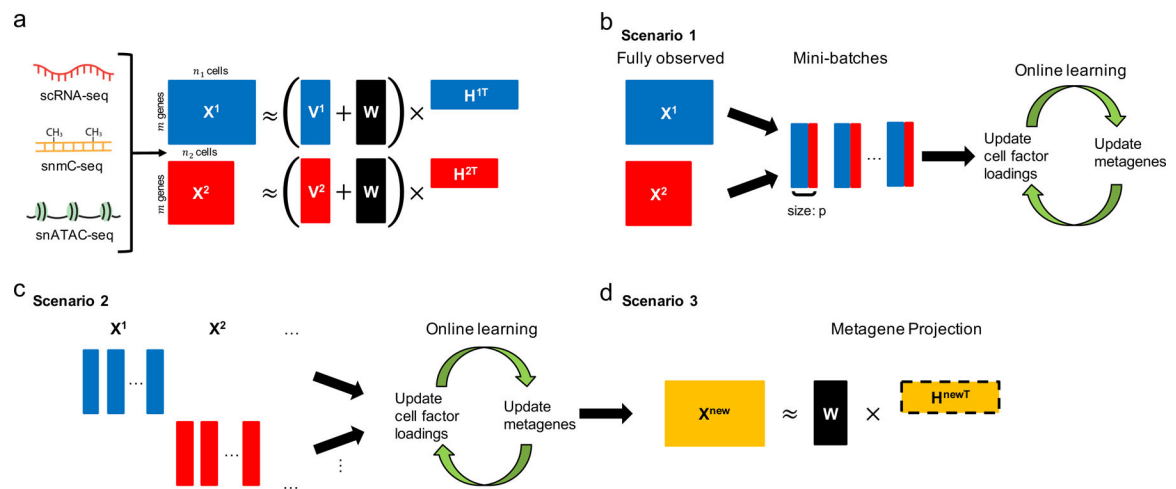 a
scRNA-seq
CH₃ CH₃
snmC-seq
snATAC-seq
n₁ cells
m genes
X¹ ≈ ( V¹ + W ) × H¹ᵀ
n₂ cells
m genes
X² ≈ ( V² + W ) × H²ᵀ
b
Scenario 1
Fully observed
Mini-batches
Online learning
X¹
X²
...
size: p
Update
cell factor
loadings
Update
metagenes
c
Scenario 2
X¹ X² ...
...
...
...
⋮
Online learning
Update
cell factor
loadings
Update
metagenes
d
Scenario 3
Metagene Projection
Xⁿᵉʷ ≈ W × Hⁿᵉʷᵀ